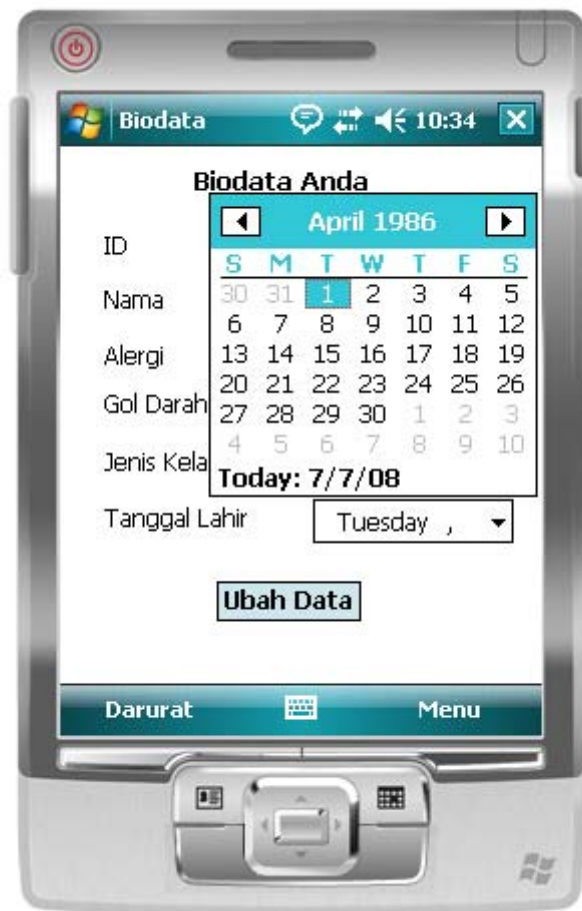 Biodata 10:34
Biodata Anda
April 1986
ID
S M T W T F S
Nama 30 31 1 2 3 4 5
6 7 8 9 10 11 12
Alergi 13 14 15 16 17 18 19
20 21 22 23 24 25 26
Gol Darah 27 28 29 30 1 2 3
4 5 6 7 8 9 10
Jenis Kela
Today: 7/7/08
Tanggal Lahir Tuesday ,
Ubah Data
Darurat Menu